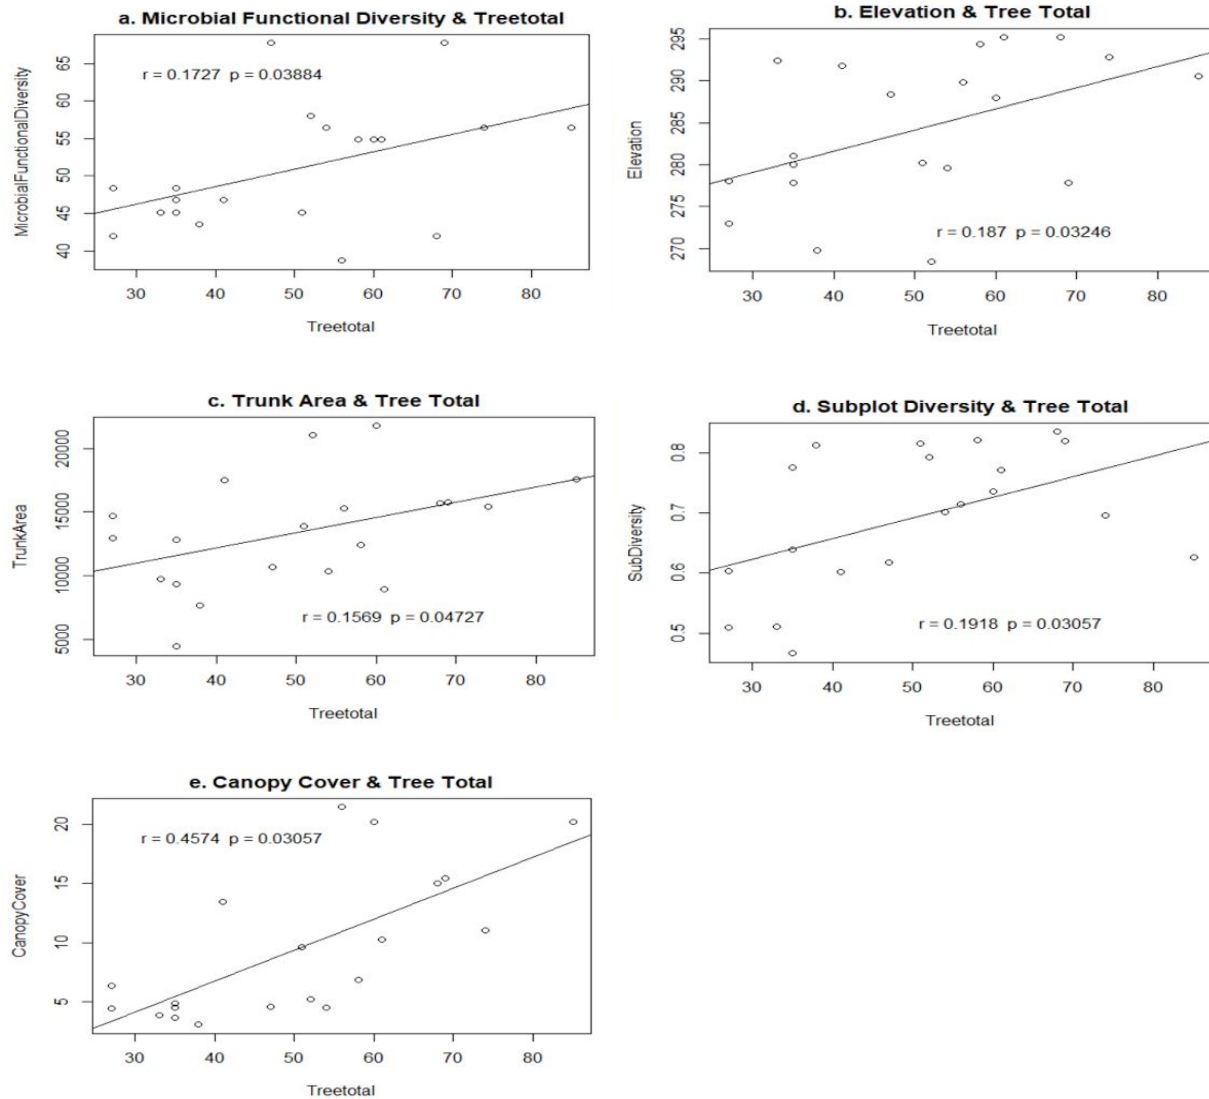 a. Microbial Functional Diversity & Treetotal
MicrobialFunctionalDiversity
65
60
55
50
45
40
r = 0.1727 p = 0.03884
30 40 50 60 70 80
Treetotal
b. Elevation & Tree Total
Elevation
295
290
285
280
275
270
r = 0.187 p = 0.03246
30 40 50 60 70 80
Treetotal
c. Trunk Area & Tree Total
TrunkArea
20000
15000
10000
5000
r = 0.1569 p = 0.04727
30 40 50 60 70 80
Treetotal
d. Subplot Diversity & Tree Total
SubDiversity
0.8
0.7
0.6
0.5
r = 0.1918 p = 0.03057
30 40 50 60 70 80
Treetotal
e. Canopy Cover & Tree Total
CanopyCover
20
15
10
5
r = 0.4574 p = 0.03057
30 40 50 60 70 80
Treetotal